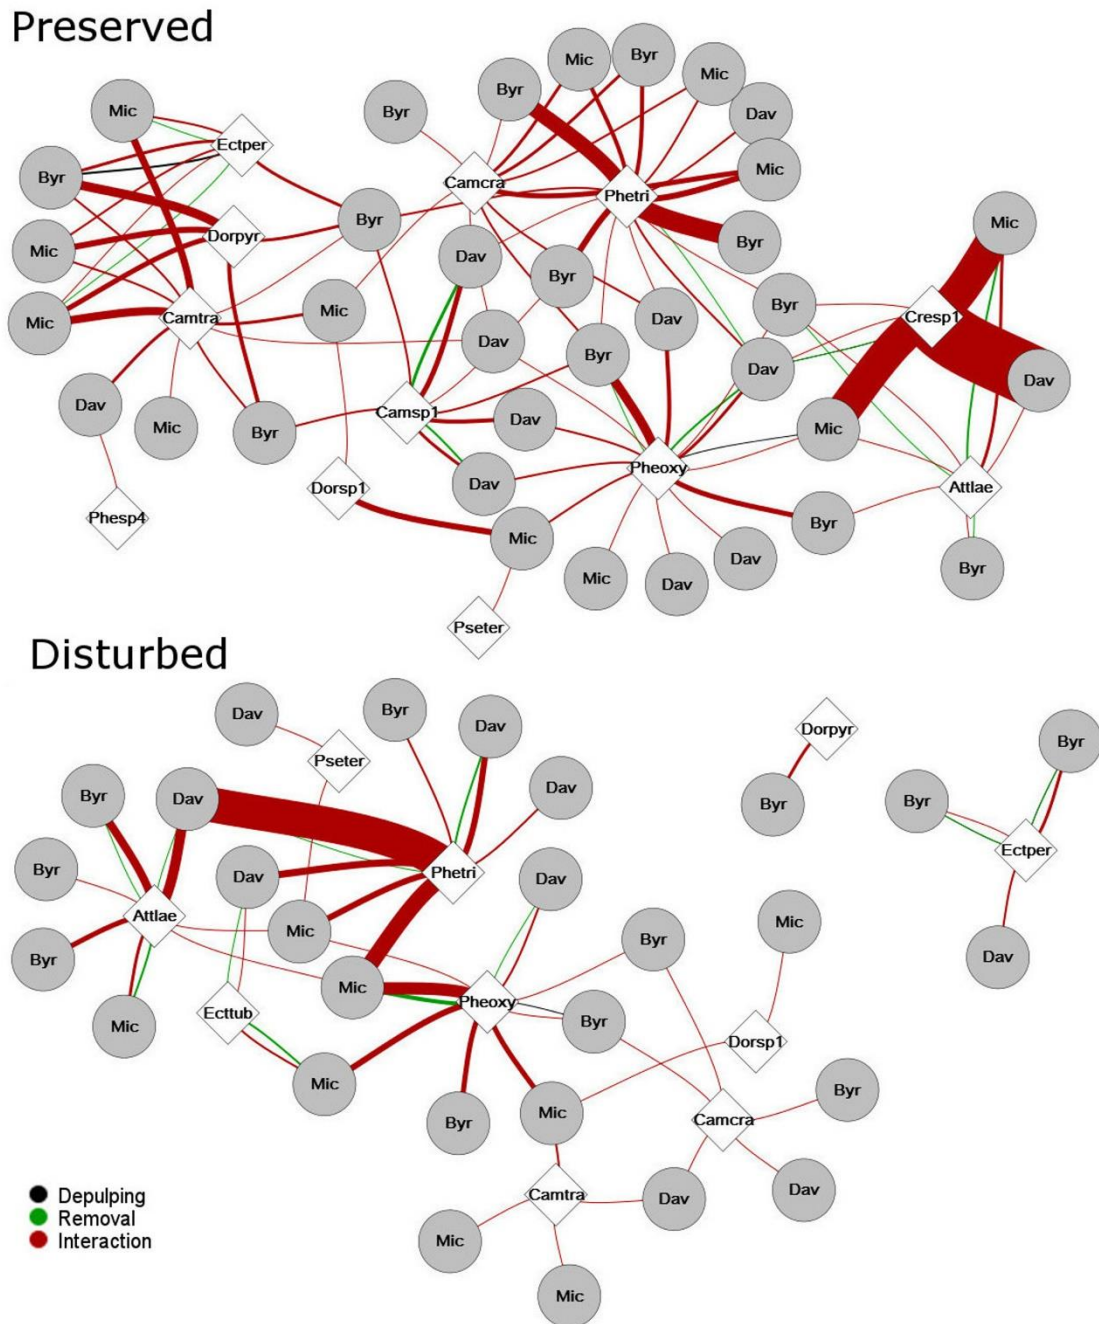 Preserved
Byr
Mic
Byr
Mic
Byr
Dav
Mic
Byr
Ectper
Mic
Byr
Camcra
Phetri
Mic
Dorpyr
Byr
Byr
Mic
Dav
Byr
Mic
Camtra
Mic
Dav
Byr
Cresp1
Dav
Byr
Dav
Dav
Dav
Mic
Byr
Camsp1
Dav
Mic
Pheoxy
Dav
Phesp4
Dorsp1
Attlae
Mic
Byr
Mic
Dav
Dav
Byr
Pseter
Disturbed
Dav
Byr
Dav
Dorpyr
Byr
Pseter
Byr
Dav
Dav
Byr
Byr
Byr
Dav
Phetri
Dav
Ectper
Attlae
Mic
Byr
Mic
Byr
Dav
Mic
Mic
Ecttub
Pheoxy
Byr
Dorsp1
Mic
Byr
Mic
Camcra
Byr
Camtra
Dav
Dav
Mic
Mic
Depulping
Removal
Interaction